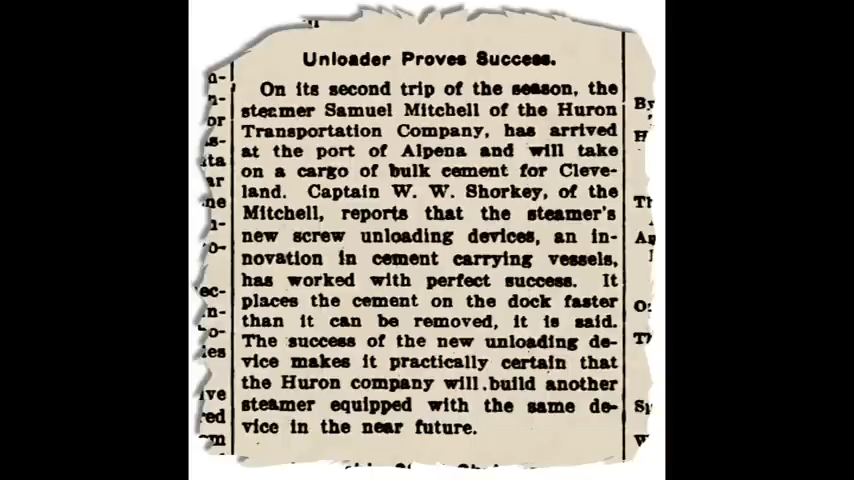 Unloader Proves Success.
On its second trip of the season, the
steamer Samuel Mitchell of the Huron
Transportation Company, has arrived
at the port of Alpena and will take
on a cargo of bulk cement for Cleve-
land. Captain W. W. Shorkey, of the
Mitchell, reports that the steamer's
new screw unloading devices, an in-
novation in cement carrying vessels,
has worked with perfect success. It
places the cement on the dock faster
than it can be removed, it is said.
The success of the new unloading de-
vice makes it practically certain that
the Huron company will build another
steamer equipped with the same de-
vice in the near future.